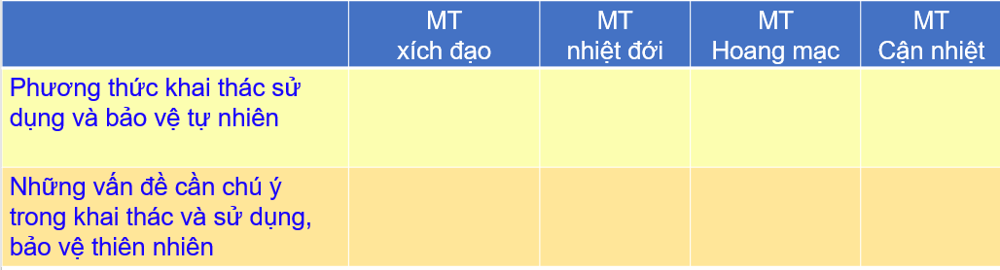 MT
xích đạo
MT
nhiệt đới
MT
Hoang mạc
MT
Cận nhiệt
Phương thức khai thác sử
dụng và bảo vệ tự nhiên
Những vấn đề cần chú ý
trong khai thác và sử dụng,
bảo vệ thiên nhiên